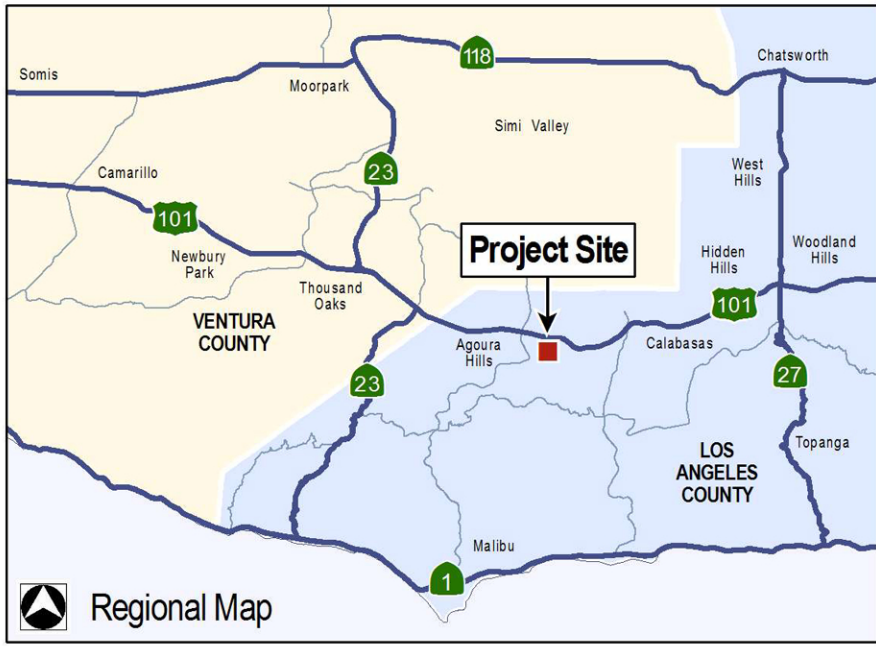 118
Chatsworth
Somis
Moorpark
Simi Valley
West
Hills
Camarillo
23
101
Project Site
Newbury
Park
Hidden
Hills
Woodland
Hills
Thousand
Oaks
101
VENTURA
COUNTY
Agoura
Hills
Calabasas
23
27
LOS
ANGELES
COUNTY
Topanga
Malibu
1
Regional Map